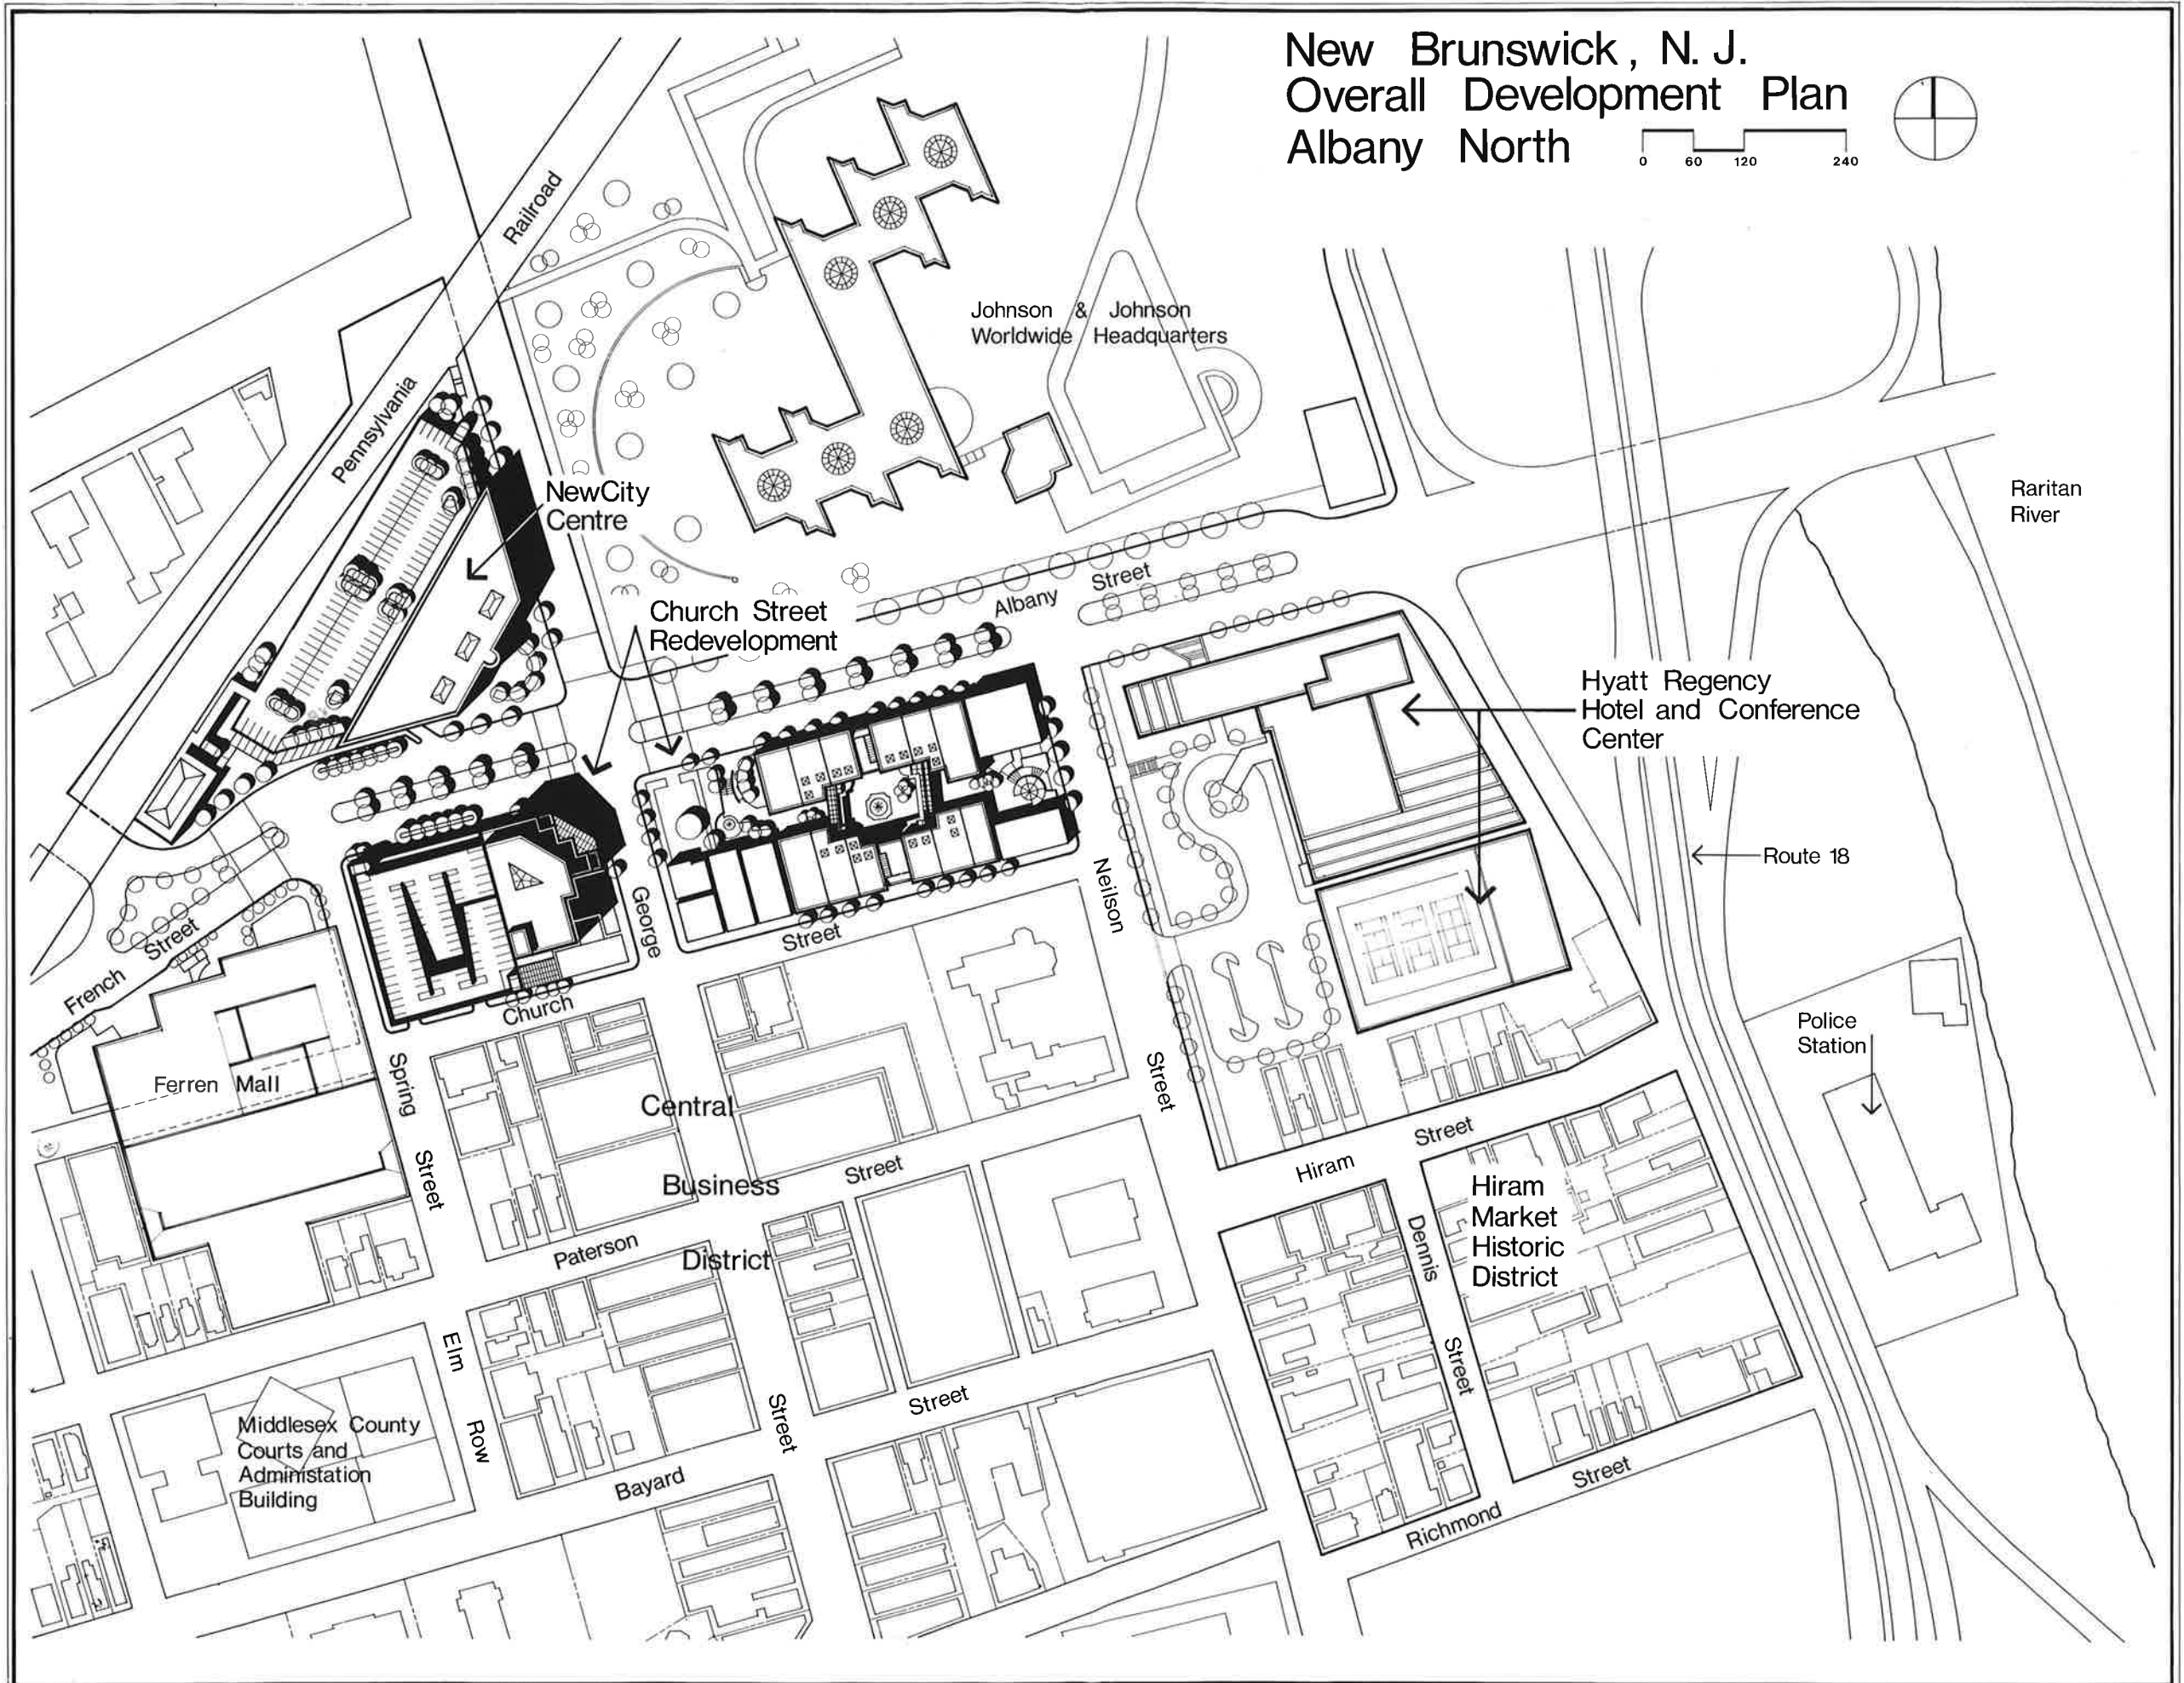 New Brunswick, N. J.
Overall Development Plan
Albany North
0 60 120 240
Railroad
Pennsylvania
Johnson & Johnson
Worldwide Headquarters
NewCity
Centre
Raritan
River
Church Street
Redevelopment
Albany Street
Hyatt Regency
Hotel and Conference
Center
Route 18
French Street
George
Street
Neilson
Street
Church Street
Police
Station
Ferren Mall
Spring
Street
Central
Business
District
Hiram Street
Paterson Street
Hiram
Market
Historic
District
Dennis
Street
Elm
Row
Middlesex County
Courts and
Administation
Building
Bayard Street
Richmond Street